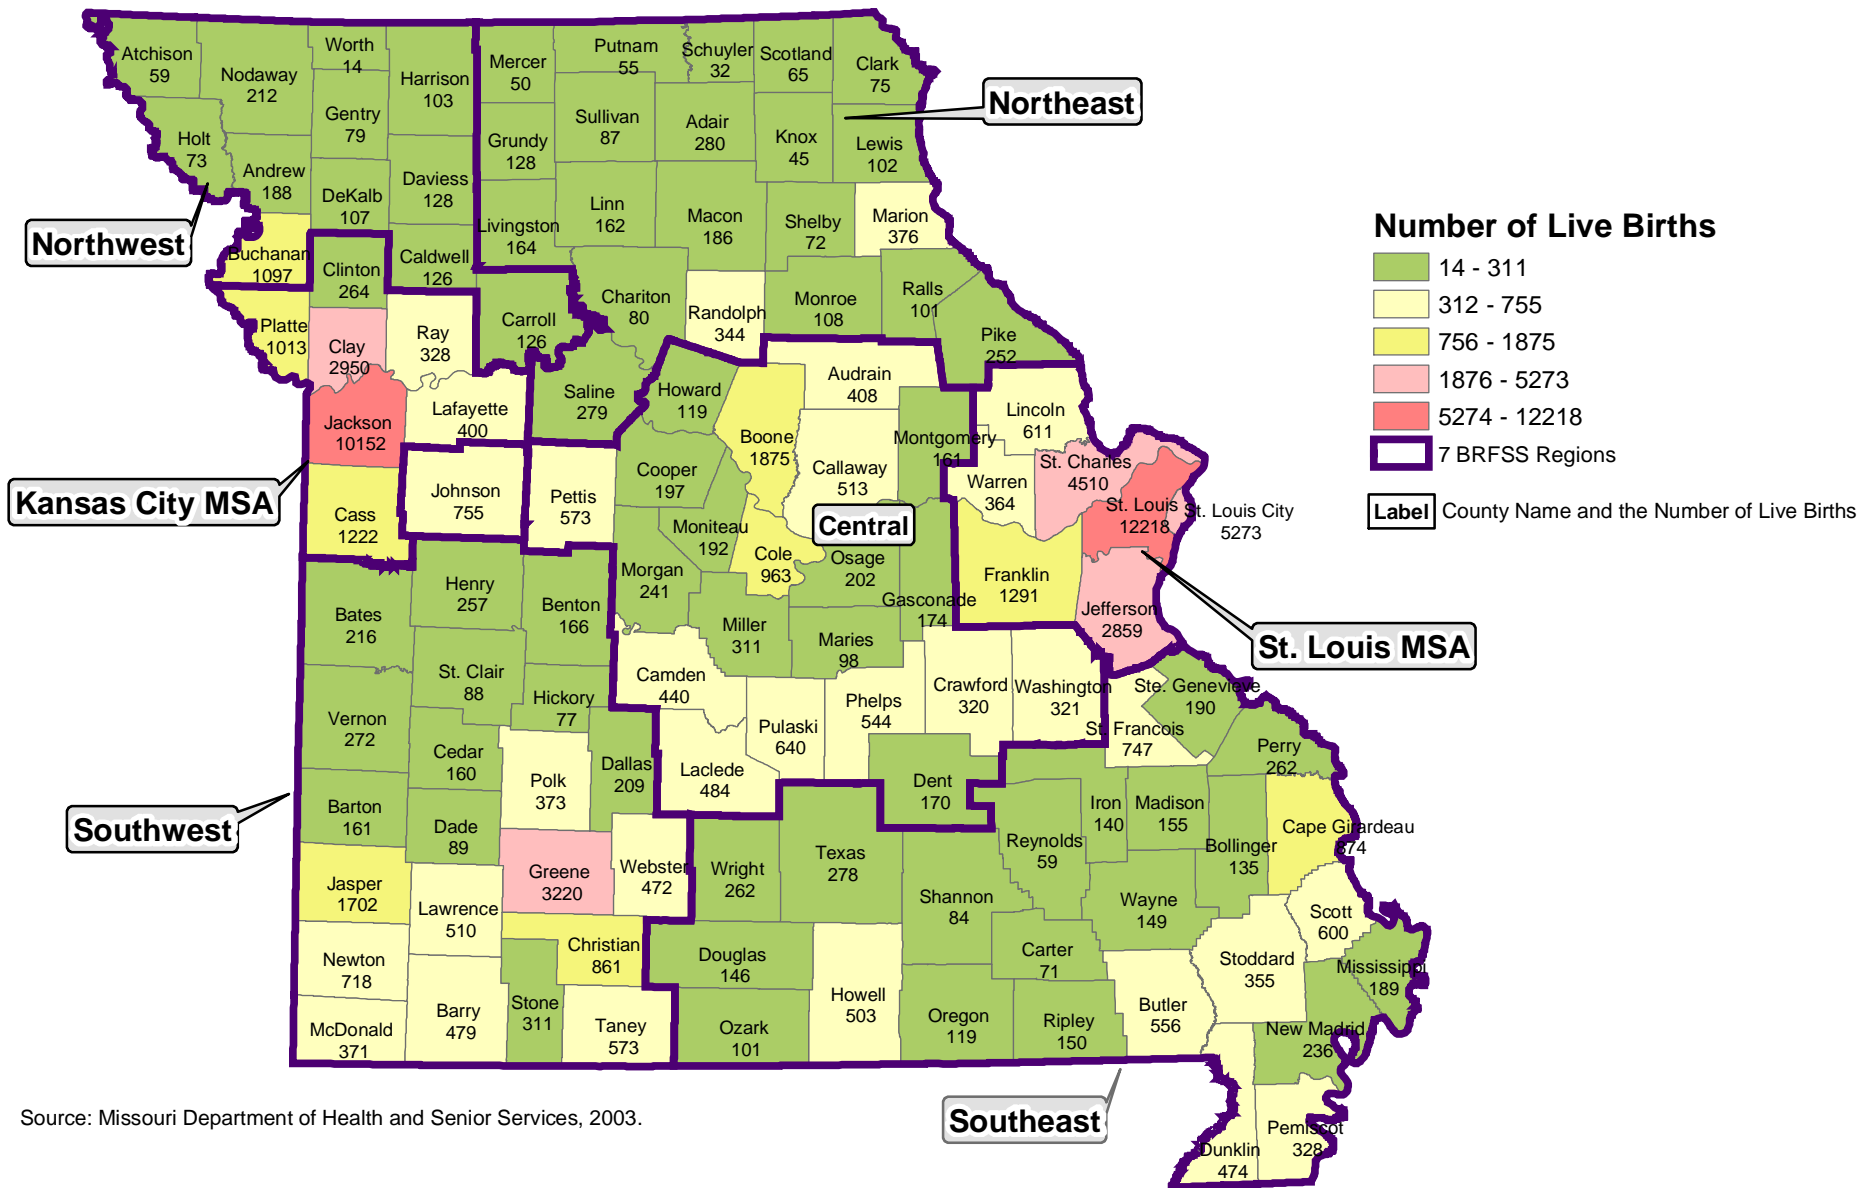 Atchison
59
Nodaway
212
Worth
14
Harrison
103
Mercer
50
Putnam
55
Schuyler
32
Scotland
65
Clark
75
Northeast
Holt
73
Gentry
79
Grundy
128
Sullivan
87
Adair
280
Knox
45
Lewis
102
Andrew
188
DeKalb
107
Daviess
128
Livingston
164
Linn
162
Macon
186
Shelby
72
Marion
376
Northwest
Buchanan
1097
Clinton
264
Caldwell
126
Platte
1013
Clay
2950
Ray
328
Carroll
126
Chariton
80
Randolph
344
Monroe
108
Ralls
101
Pike
252
Jackson
10152
Lafayette
400
Saline
279
Howard
119
Boone
1875
Audrain
408
Montgomery
161
Lincoln
611
Kansas City MSA
Cass
1222
Johnson
755
Pettis
573
Cooper
197
Moniteau
192
Callaway
513
Central
Warren
364
St. Charles
4510
St. Louis
12218
St. Louis City
5273
Cole
963
Osage
202
Gasconade
174
Franklin
1291
Jefferson
2859
St. Louis MSA
Bates
216
Henry
257
Benton
166
Morgan
241
Miller
311
Maries
98
St. Clair
88
Hickory
77
Camden
440
Pulaski
640
Phelps
544
Crawford
320
Washington
321
Ste. Genevieve
190
St. Francois
747
Perry
262
Vernon
272
Cedar
160
Polk
373
Dallas
209
Laclede
484
Dent
170
Southwest
Barton
161
Dade
89
Greene
3220
Webster
472
Wright
262
Texas
278
Shannon
84
Reynolds
59
Iron
140
Madison
155
Bollinger
135
Cape Girardeau
874
Jasper
1702
Lawrence
510
Christian
861
Douglas
146
Wayne
149
Scott
600
Newton
718
Barry
479
Stone
311
Taney
573
Ozark
101
Howell
503
Oregon
119
Carter
71
Ripley
150
Butler
556
Stoddard
355
Mississippi
189
New Madrid
236
McDonald
371
Southeast
Dunklin
474
Pemiscot
328
Number of Live Births
14 - 311
312 - 755
756 - 1875
1876 - 5273
5274 - 12218
7 BRFSS Regions
Label County Name and the Number of Live Births
Source: Missouri Department of Health and Senior Services, 2003.